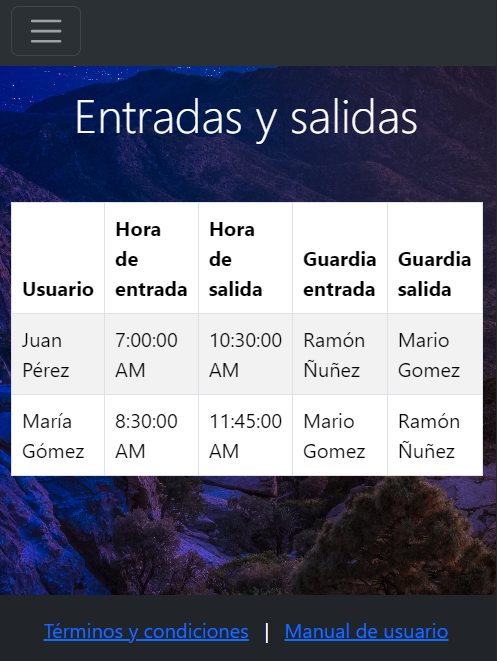 Entradas y salidas
Usuario Hora de entrada Hora de salida Guardia entrada Guardia salida
Juan Pérez 7:00:00 AM 10:30:00 AM Ramón Ñuñez Mario Gomez
María Gómez 8:30:00 AM 11:45:00 AM Mario Gomez Ramón Ñuñez
Términos y condiciones | Manual de usuario